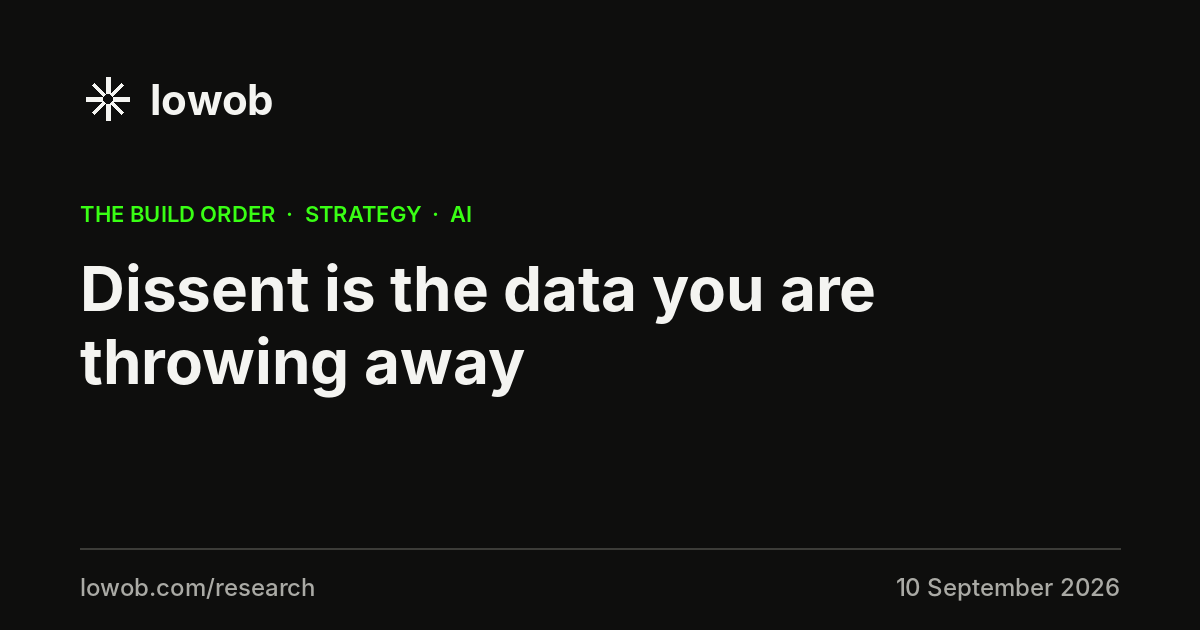 lowob
THE BUILD ORDER · STRATEGY · AI
Dissent is the data you are
throwing away
lowob.com/research
10 September 2026